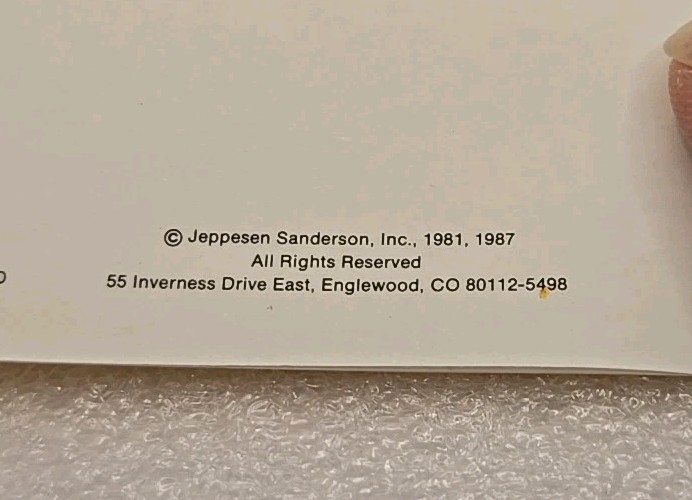 © Jeppesen Sanderson, Inc., 1981, 1987
All Rights Reserved
55 Inverness Drive East, Englewood, CO 80112-5498